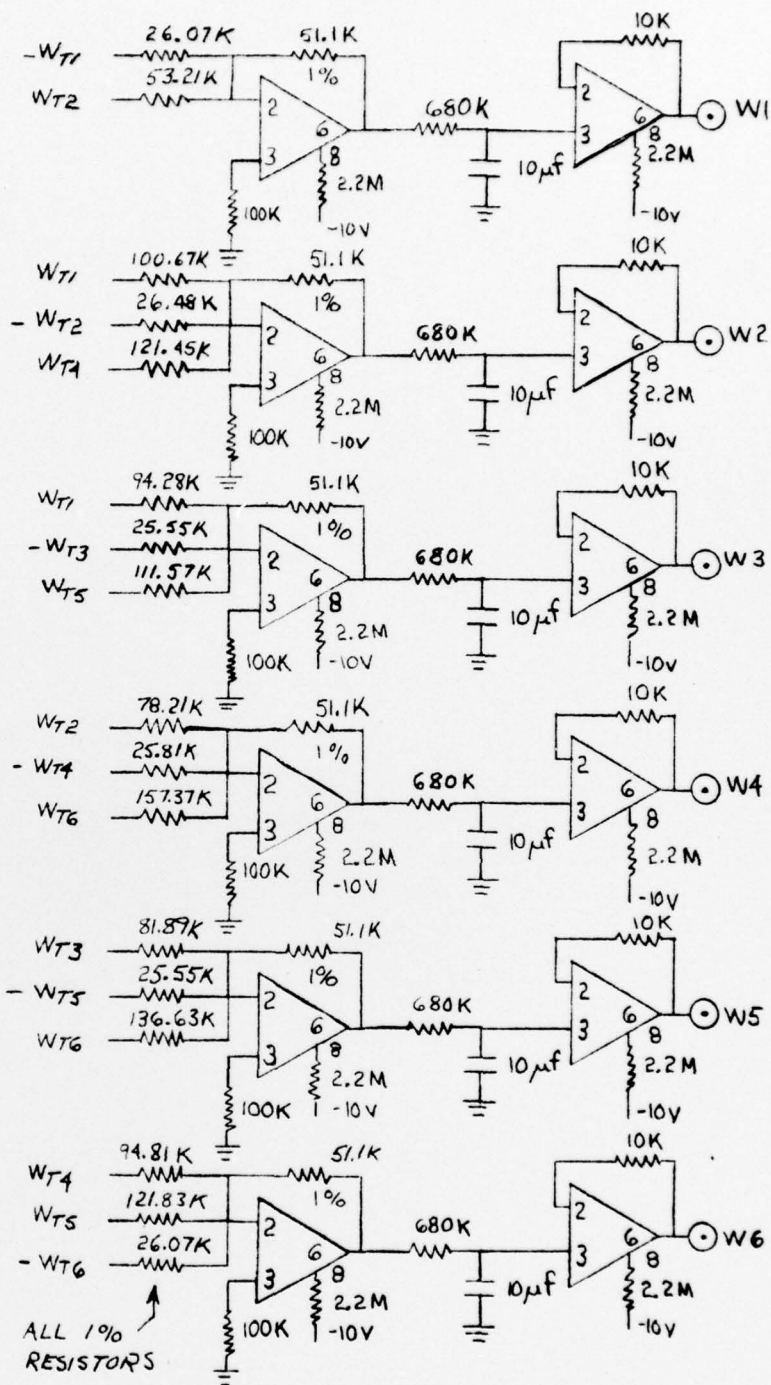 26.07K 51.1K 10K
-WT1 1%
53.21K
WT2 2 680K 2 6 W1
6 8
3 8 3 2.2M
2.2M 10µf
100K -10V -10V
100.67K 51.1K 10K
WT1 1%
26.48K
- WT2 2 680K 2 6 W2
121.45K 6 8
WT4 3 8 3 2.2M
2.2M 10µf
100K -10V -10V
94.28K 51.1K 10K
WT1 1%
25.55K
-WT3 2 680K 2 6 W3
111.57K 6 8
WT5 3 8 3 2.2M
2.2M 10µf
100K -10V -10V
78.21K 51.1K 10K
WT2 1%
25.81K
- WT4 2 680K 2 6 W4
157.37K 6 8
WT6 3 8 3 2.2M
2.2M 10µf
100K -10V -10V
81.89K 51.1K 10K
WT3 1%
25.55K
- WT5 2 680K 2 6 W5
136.63K 6 8
WT6 3 8 3 2.2M
2.2M 10µf
100K -10V -10V
94.81K 51.1K 10K
WT4 1%
121.83K
WT5 2 680K 2 6 W6
26.07K 6 8
- WT6 3 8 3 2.2M
2.2M 10µf
100K -10V -10V
ALL 1%
RESISTORS